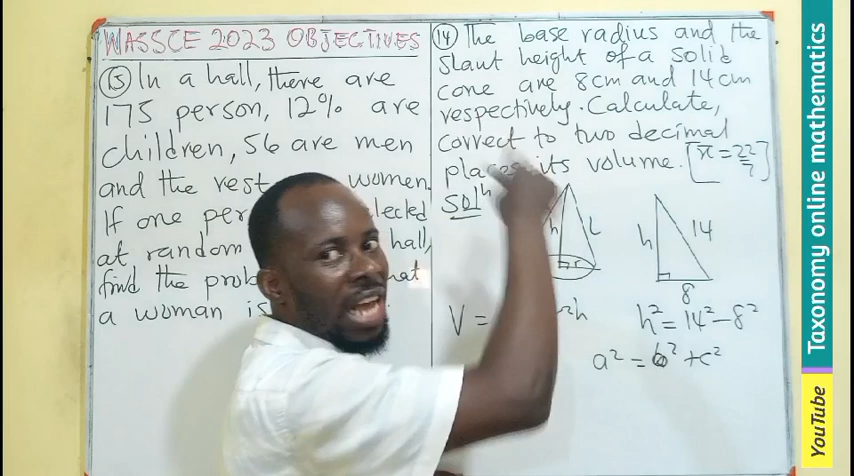 WASSCE 2023 OBJECTIVES
(15) In a hall, there are
175 person, 12% are
children, 56 are men
and the rest women.
If one per lected
at random hall,
find the prob hat
a woman is
(14) The base radius and the
slant height of a solid
cone are 8cm and 14cm
respectively. Calculate,
correct to two decimal
places its volume. [π = 22/7]
Solⁿ
h l
r
h 14
8
V = ²h
h² = 14² - 8²
a² = b² + c²
Taxonomy online mathematics
YouTube